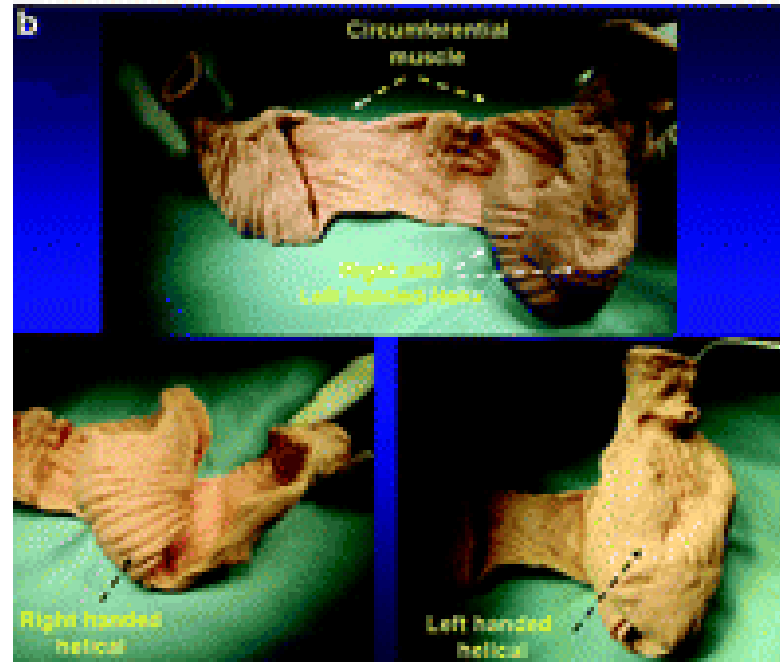 b
Circumferential
muscle
Right and
Left handed Helix
Right handed
helical
Left handed
helical